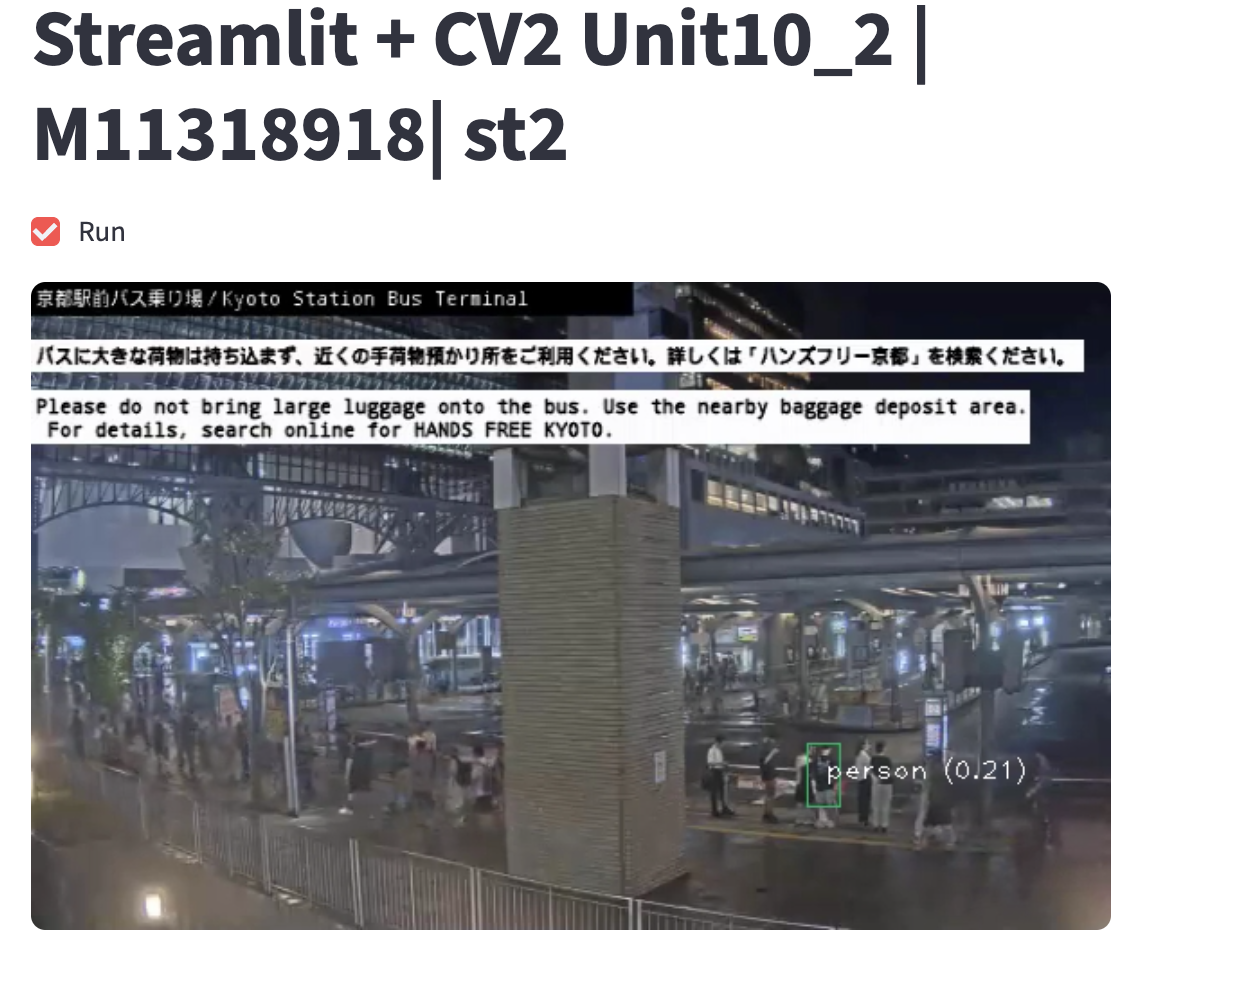 Streamlit + CV2 Unit10_2 |
M11318918| st2
Run
京都駅前バス乗り場/Kyoto Station Bus Terminal
バスに大きな荷物は持ち込まず、近くの手荷物預かり所をご利用ください。詳しくは「ハンズフリー京都」を検索ください。
Please do not bring large luggage onto the bus. Use the nearby baggage deposit area.
For details, search online for HANDS FREE KYOTO.
person (0.21)